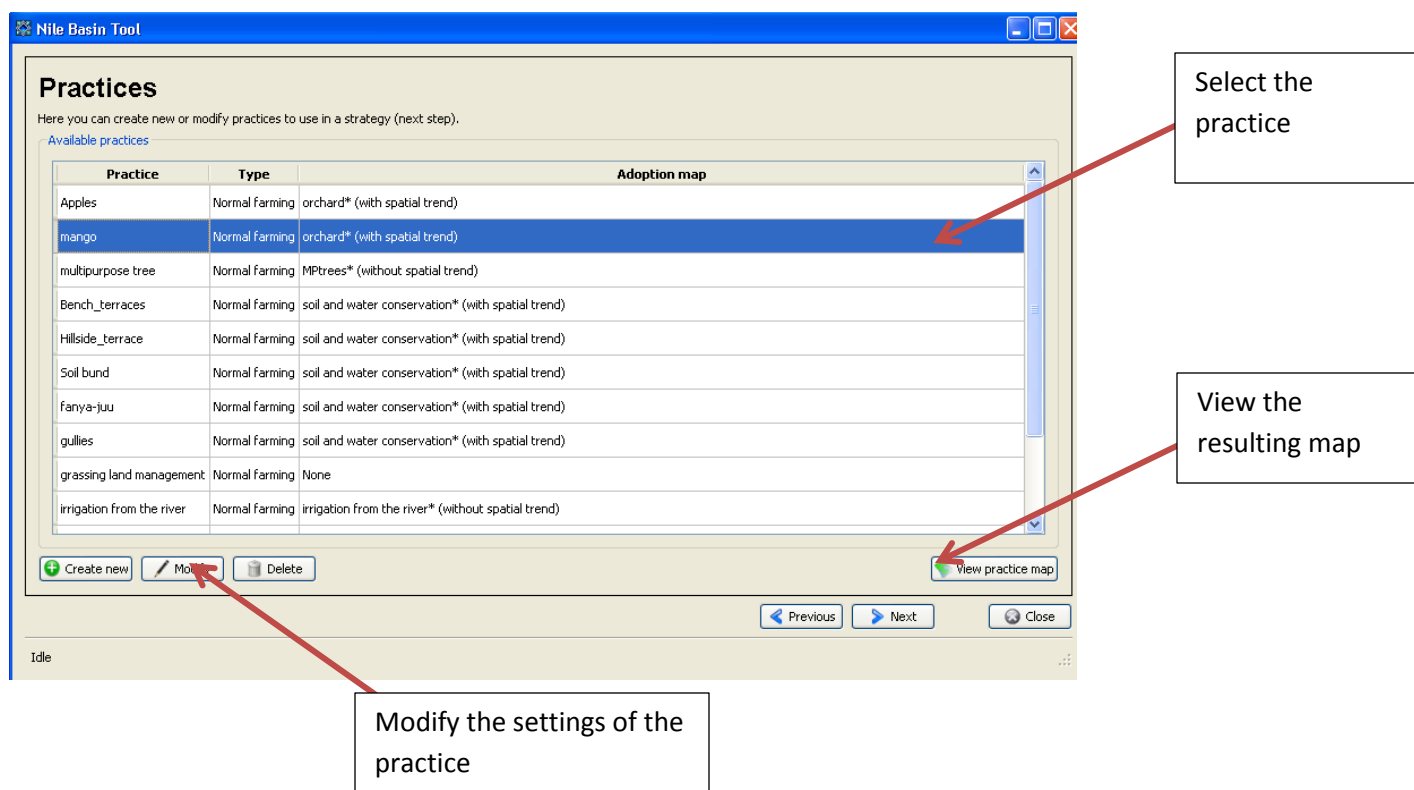 Nile Basin Tool
Practices
Here you can create new or modify practices to use in a strategy (next step).
Available practices
Practice Type Adoption map
Apples Normal farming orchard* (with spatial trend)
mango Normal farming orchard* (with spatial trend)
multipurpose tree Normal farming MPtrees* (without spatial trend)
Bench_terraces Normal farming soil and water conservation* (with spatial trend)
Hillside_terrace Normal farming soil and water conservation* (with spatial trend)
Soil bund Normal farming soil and water conservation* (with spatial trend)
fanya-juu Normal farming soil and water conservation* (with spatial trend)
gullies Normal farming soil and water conservation* (with spatial trend)
grassing land management Normal farming None
irrigation from the river Normal farming irrigation from the river* (without spatial trend)
Create new Delete View practice map
Previous Next Close
Idle
Select the
practice
View the
resulting map
Modify the settings of the
practice